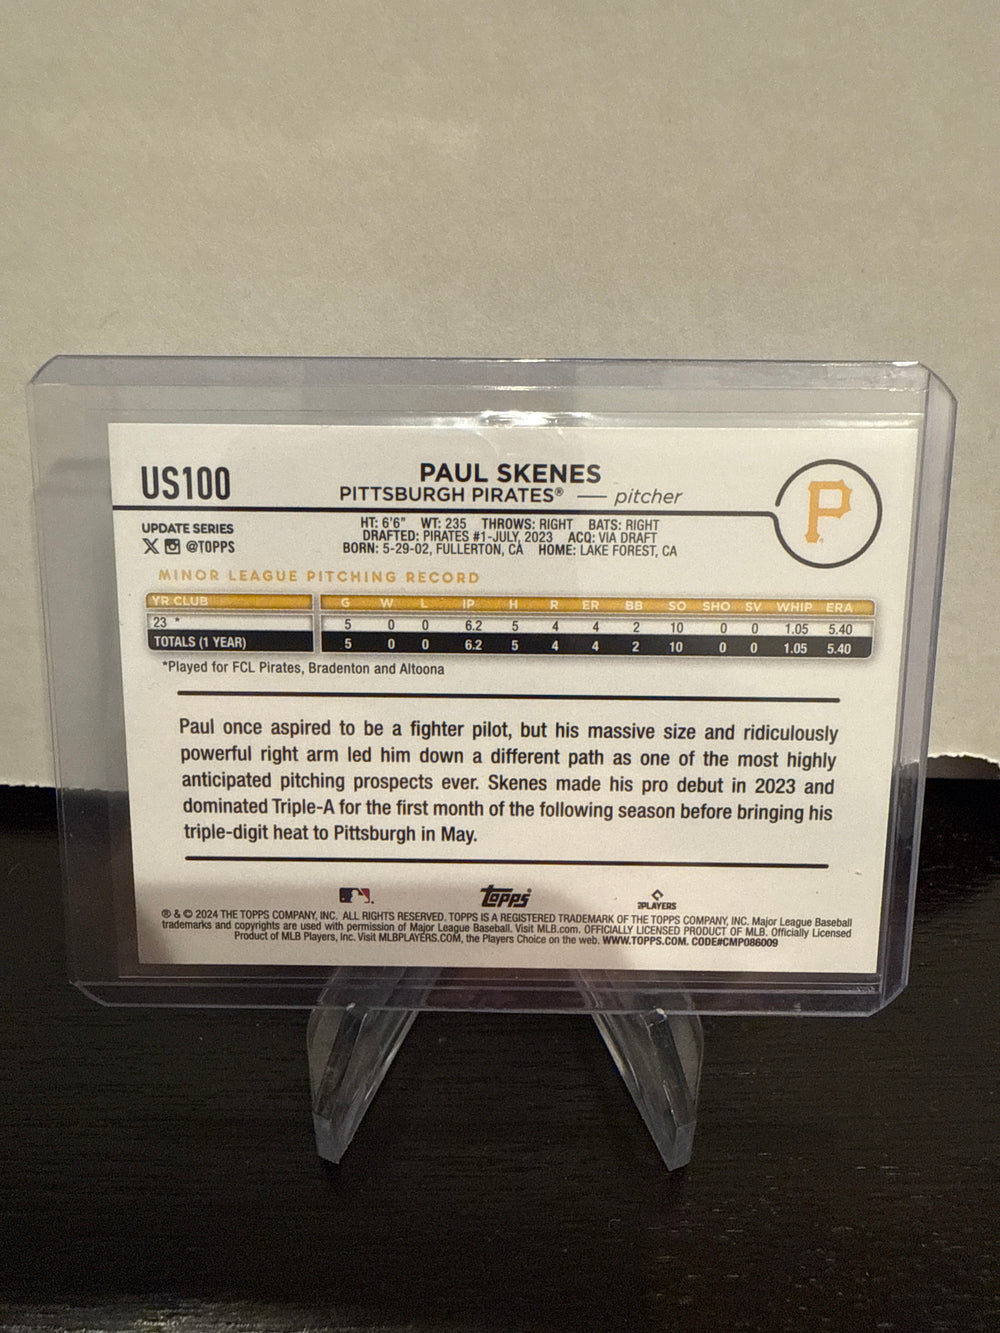 US100
PAUL SKENES
PITTSBURGH PIRATES® — pitcher
P
UPDATE SERIES
@TOPPS
HT: 6'6" WT: 235 THROWS: RIGHT BATS: RIGHT
DRAFTED: PIRATES #1-JULY, 2023 ACQ: VIA DRAFT
BORN: 5-29-02, FULLERTON, CA HOME: LAKE FOREST, CA
MINOR LEAGUE PITCHING RECORD
YR CLUB G W L IP H R ER BB SO SHO SV WHIP ERA
23 * 5 0 0 6.2 5 4 4 2 10 0 0 1.05 5.40
TOTALS (1 YEAR) 5 0 0 6.2 5 4 4 2 10 0 0 1.05 5.40
*Played for FCL Pirates, Bradenton and Altoona
Paul once aspired to be a fighter pilot, but his massive size and ridiculously
powerful right arm led him down a different path as one of the most highly
anticipated pitching prospects ever. Skenes made his pro debut in 2023 and
dominated Triple-A for the first month of the following season before bringing his
triple-digit heat to Pittsburgh in May.
topps
PLAYERS
® & © 2024 THE TOPPS COMPANY, INC. ALL RIGHTS RESERVED. TOPPS IS A REGISTERED TRADEMARK OF THE TOPPS COMPANY, INC. Major League Baseball
trademarks and copyrights are used with permission of Major League Baseball. Visit MLB.com. OFFICIALLY LICENSED PRODUCT OF MLB. Officially Licensed
Product of MLB Players, Inc. Visit MLBPLAYERS.COM, the Players Choice on the web. WWW.TOPPS.COM. CODE#CMP086009